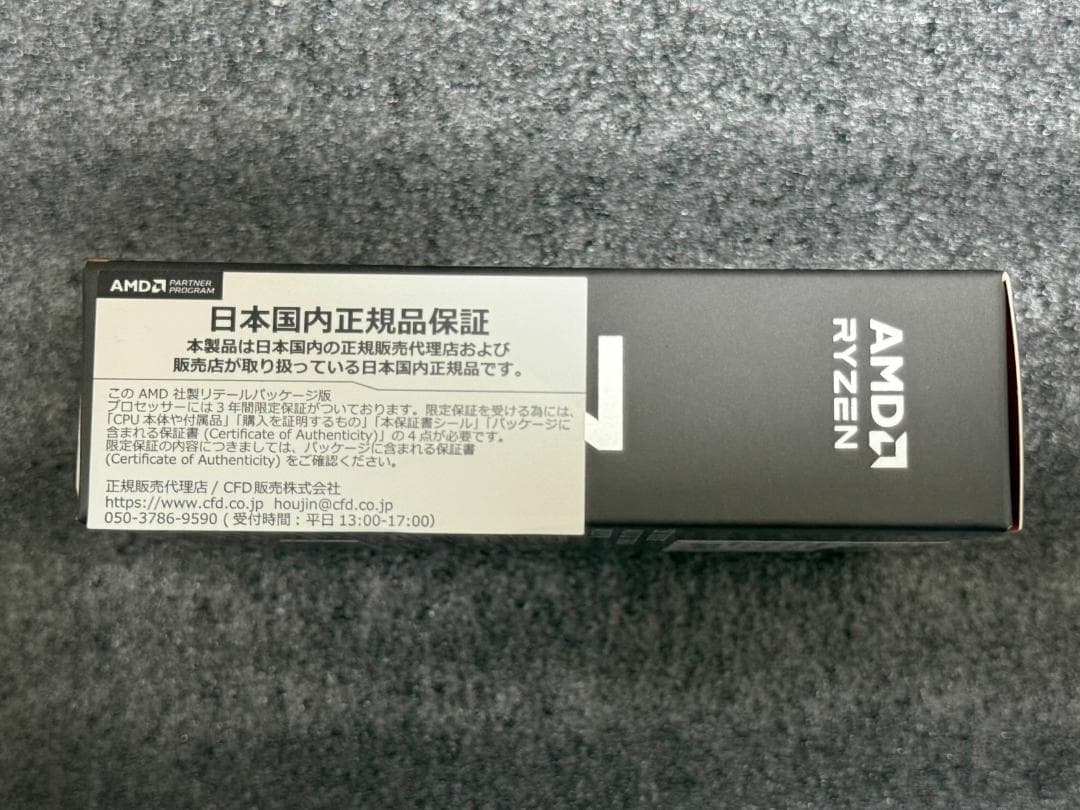 AMD PARTNER PROGRAM
日本国内正規品保証
本製品は日本国内の正規販売代理店および
販売店が取り扱っている日本国内正規品です。
この AMD 社製リテールパッケージ版
プロセッサーには3年間限定保証がついております。限定保証を受ける為には、
「CPU 本体や付属品」「購入を証明するもの」「本保証書シール」「パッケージに
含まれる保証書 (Certificate of Authenticity)」の4点が必要です。
限定保証の内容につきましては、パッケージに含まれる保証書
(Certificate of Authenticity) をご確認ください。
正規販売代理店 / CFD販売株式会社
https://www.cfd.co.jp houjin@cfd.co.jp
050-3786-9590 (受付時間:平日13:00-17:00)
7
AMD
RYZEN